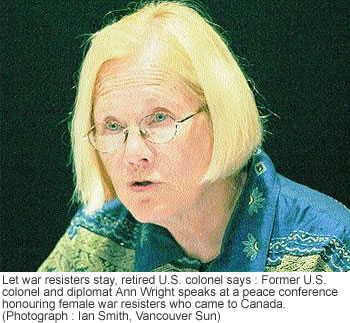 Let war resisters stay, retired U.S. colonel says : Former U.S.
colonel and diplomat Ann Wright speaks at a peace conference
honouring female war resisters who came to Canada.
(Photograph : Ian Smith, Vancouver Sun)